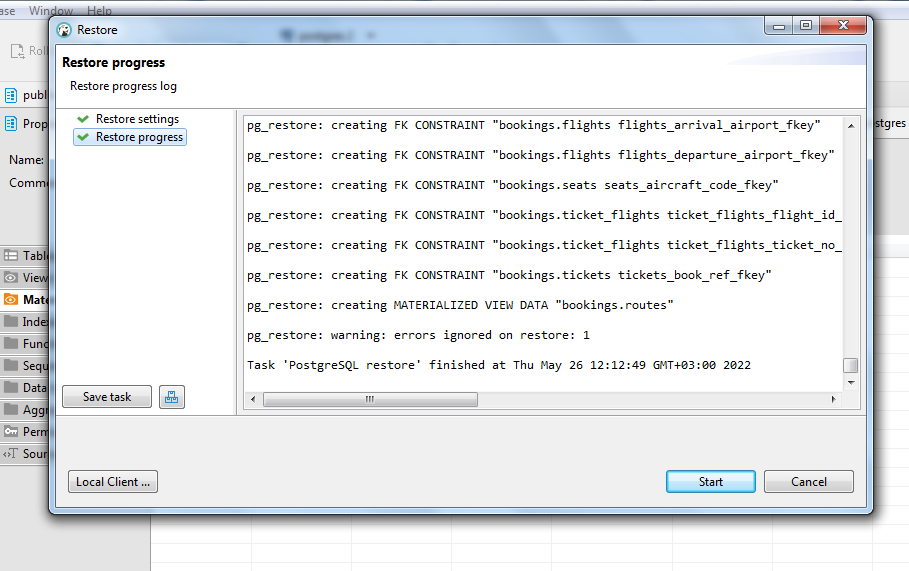 Window Help
Restore
Restore progress
Restore progress log
Restore settings
Restore progress
pg_restore: creating FK CONSTRAINT "bookings.flights flights_arrival_airport_fkey"
pg_restore: creating FK CONSTRAINT "bookings.flights flights_departure_airport_fkey"
pg_restore: creating FK CONSTRAINT "bookings.seats seats_aircraft_code_fkey"
pg_restore: creating FK CONSTRAINT "bookings.ticket_flights ticket_flights_flight_id_
pg_restore: creating FK CONSTRAINT "bookings.ticket_flights ticket_flights_ticket_no_
pg_restore: creating FK CONSTRAINT "bookings.tickets tickets_book_ref_fkey"
pg_restore: creating MATERIALIZED VIEW DATA "bookings.routes"
pg_restore: warning: errors ignored on restore: 1
Task 'PostgreSQL restore' finished at Thu May 26 12:12:49 GMT+03:00 2022
Save task
Local Client ...
Start
Cancel
ase
Roll
publ
Prop
stgres
Name:
Comme
Table
View
Mate
Index
Func
Sequ
Data
Aggr
Perm
Sour